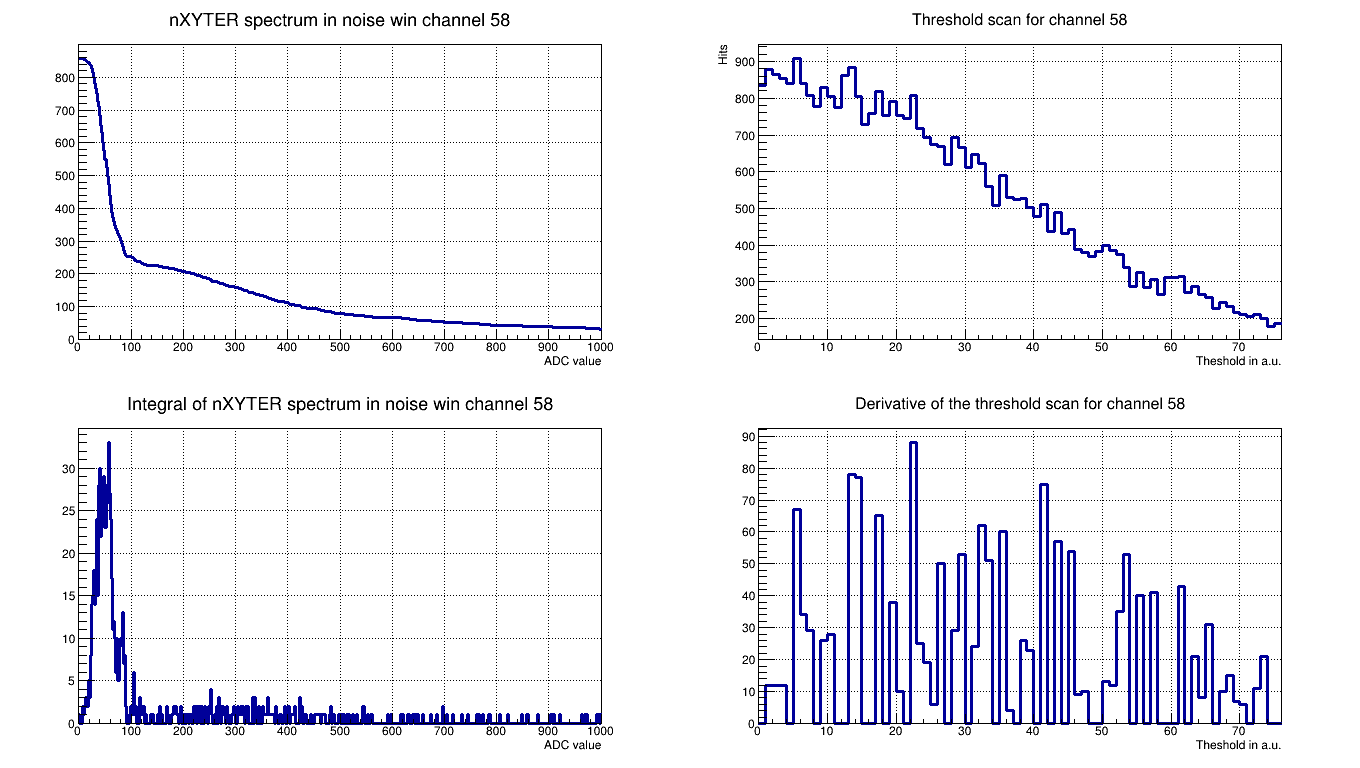 nXYTER spectrum in noise win channel 58
800
700
600
500
400
300
200
100
0
0 100 200 300 400 500 600 700 800 900 1000
ADC value
Threshold scan for channel 58
Hits
900
800
700
600
500
400
300
200
0 10 20 30 40 50 60 70
Theshold in a.u.
Integral of nXYTER spectrum in noise win channel 58
30
25
20
15
10
5
0
0 100 200 300 400 500 600 700 800 900 1000
ADC value
Derivative of the threshold scan for channel 58
90
80
70
60
50
40
30
20
10
0
0 10 20 30 40 50 60 70
Theshold in a.u.